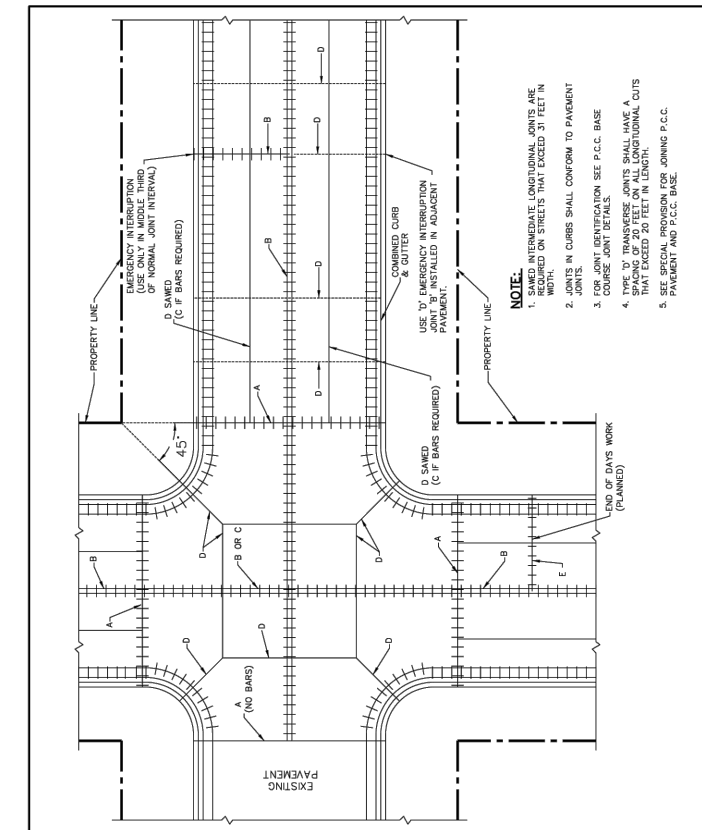 PROPERTY LINE
EMERGENCY INTERRUPTION
(USE ONLY IN MIDDLE THIRD
OF NORMAL JOINT INTERVAL)
D SAWED
(C IF BARS REQUIRED)
45°
A
B
D
D
B
D
D
COMBINED CURB
& GUTTER
USE 'D' EMERGENCY INTERRUPTION
JOINT 'B' INSTALLED IN ADJACENT
PAVEMENT.
D SAWED
(C IF BARS REQUIRED)
PROPERTY LINE
B
A
D
B OR C
D
D
D
D
A
(NO BARS)
EXISTING
PAVEMENT
A
B
E
END OF DAYS WORK
(PLANNED)
NOTE:
1. SAWED INTERMEDIATE LONGITUDINAL JOINTS ARE
REQUIRED ON STREETS THAT EXCEED 31 FEET IN
WIDTH.
2. JOINTS IN CURBS SHALL CONFORM TO PAVEMENT
JOINTS.
3. FOR JOINT IDENTIFICATION SEE P.C.C. BASE
COURSE JOINT DETAILS.
4. TYPE 'D' TRANSVERSE JOINTS SHALL HAVE A
SPACING OF 20 FEET ON ALL LONGITUDINAL CUTS
THAT EXCEED 20 FEET IN LENGTH.
5. SEE SPECIAL PROVISION FOR JOINING P.C.C.
PAVEMENT AND P.C.C. BASE.